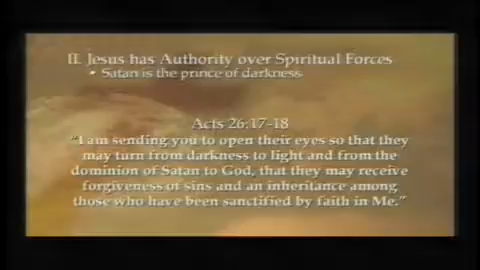 II. Jesus has Authority over Spiritual Forces
• Satan is the prince of darkness
Acts 26:17-18
"I am sending you to open their eyes so that they
may turn from darkness to light and from the
dominion of Satan to God, that they may receive
forgiveness of sins and an inheritance among
those who have been sanctified by faith in Me."